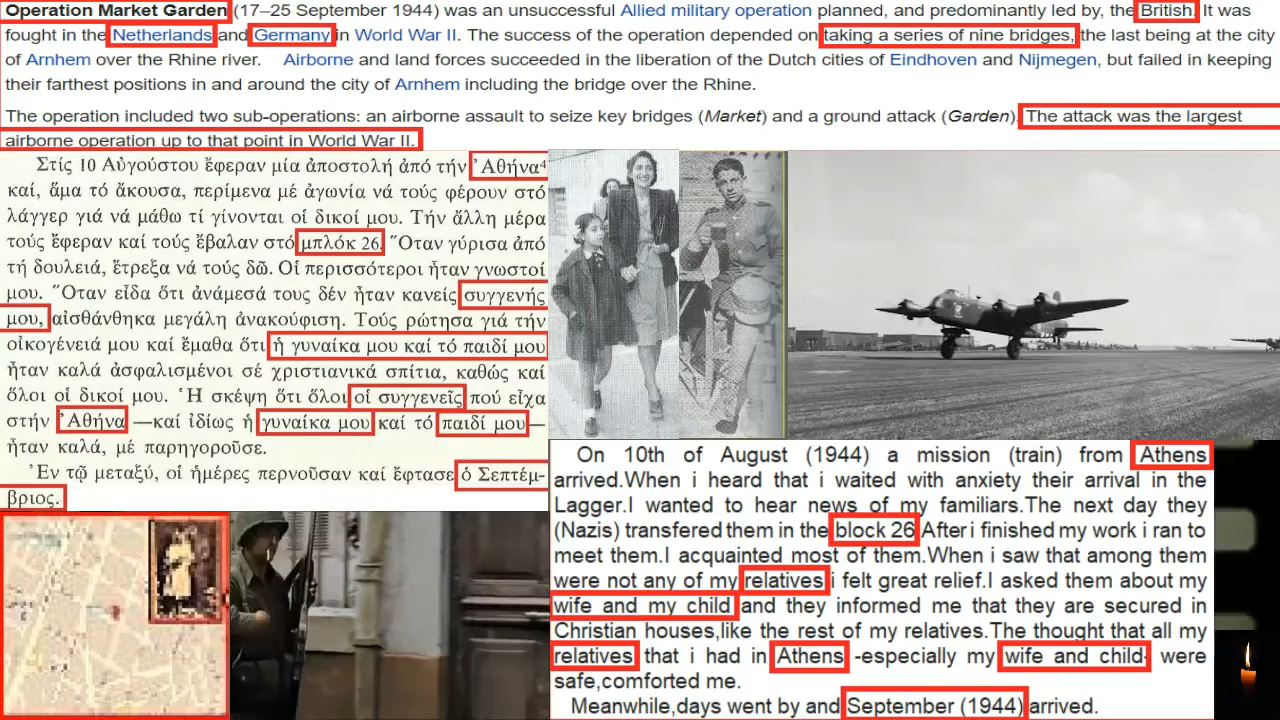 Operation Market Garden (17–25 September 1944) was an unsuccessful Allied military operation planned, and predominantly led by, the British. It was
fought in the Netherlands and Germany in World War II. The success of the operation depended on taking a series of nine bridges, the last being at the city
of Arnhem over the Rhine river. Airborne and land forces succeeded in the liberation of the Dutch cities of Eindhoven and Nijmegen, but failed in keeping
their farthest positions in and around the city of Arnhem including the bridge over the Rhine.
The operation included two sub-operations: an airborne assault to seize key bridges (Market) and a ground attack (Garden). The attack was the largest
airborne operation up to that point in World War II.
Στίς 10 Αὐγούστου ἔφεραν μία ἀποστολή ἀπό τήν Ἀθήνα⁴
καί, ἅμα τό ἄκουσα, περίμενα μέ ἀγωνία νά τούς φέρουν στό
λάγγερ γιά νά μάθω τί γίνονται οἱ δικοί μου. Τήν ἄλλη μέρα
τούς ἔφεραν καί τούς ἔβαλαν στό μπλόκ 26. Ὅταν γύρισα ἀπό
τή δουλειά, ἔτρεξα νά τούς δῶ. Οἱ περισσότεροι ἦταν γνωστοί
μου. Ὅταν εἶδα ὅτι ἀνάμεσά τους δέν ἦταν κανείς συγγενής
μου, αἰσθάνθηκα μεγάλη ἀνακούφιση. Τούς ρώτησα γιά τήν
οἰκογένειά μου καί ἔμαθα ὅτι ἡ γυναίκα μου καί τό παιδί μου
ἦταν καλά ἀσφαλισμένοι σέ χριστιανικά σπίτια, καθώς καί
ὅλοι οἱ δικοί μου. Ἡ σκέψη ὅτι ὅλοι οἱ συγγενεῖς πού εἶχα
στήν Ἀθήνα —καί ἰδίως ἡ γυναίκα μου καί τό παιδί μου—
ἦταν καλά, μέ παρηγοροῦσε.
Ἐν τῷ μεταξύ, οἱ ἡμέρες περνοῦσαν καί ἔφτασε ὁ Σεπτέμ-
βριος.
On 10th of August (1944) a mission (train) from Athens
arrived.When i heard that i waited with anxiety their arrival in the
Lagger.I wanted to hear news of my familiars.The next day they
(Nazis) transfered them in the block 26 After i finished my work i ran to
meet them.I acquainted most of them.When i saw that among them
were not any of my relatives i felt great relief.I asked them about my
wife and my child and they informed me that they are secured in
Christian houses,like the rest of my relatives.The thought that all my
relatives that i had in Athens -especially my wife and child- were
safe,comforted me.
Meanwhile,days went by and September (1944) arrived.